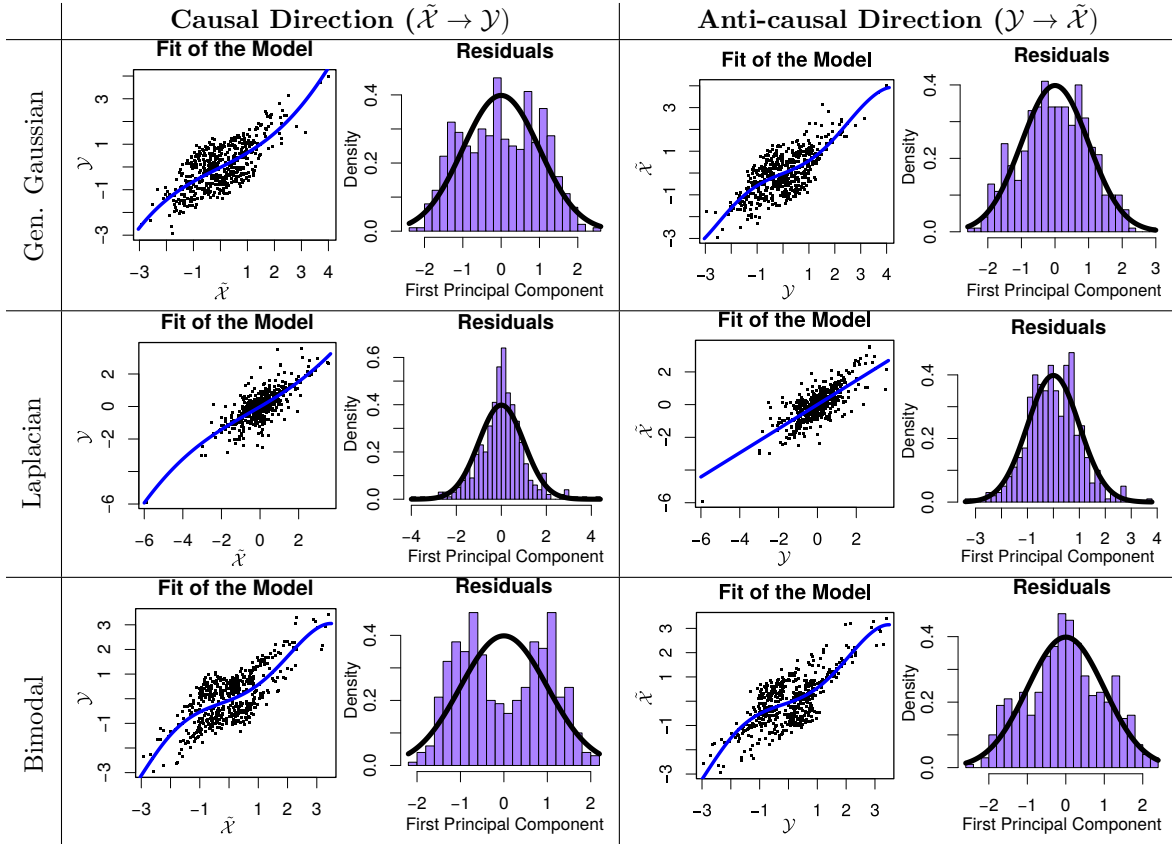 Causal Direction (𝒳̃ → 𝒴)
Anti-causal Direction (𝒴 → 𝒳̃)
Gen. Gaussian
Fit of the Model
𝒴
3
1
−1
−3
−3 −2 −1 0 1 2 3 4
𝒳̃
Residuals
Density
0.4
0.2
0.0
−2 −1 0 1 2
First Principal Component
Fit of the Model
𝒳̃
3
1
−1
−3
−3 −1 0 1 2 3 4
𝒴
Residuals
Density
0.4
0.2
0.0
−2 −1 0 1 2 3
First Principal Component
Laplacian
Fit of the Model
𝒴
2
0
−2
−6
−6 −4 −2 0 2
𝒳̃
Residuals
Density
0.6
0.4
0.2
0.0
−4 −2 0 2 4
First Principal Component
Fit of the Model
𝒳̃
2
0
−2
−6
−6 −4 −2 0 2
𝒴
Residuals
Density
0.4
0.2
0.0
−3 −2 −1 0 1 2 3 4
First Principal Component
Bimodal
Fit of the Model
𝒴
3
1
−1
−3
−3 −2 −1 0 1 2 3
𝒳̃
Residuals
Density
0.4
0.2
0.0
−2 −1 0 1 2
First Principal Component
Fit of the Model
𝒳̃
3
1
−1
−3
−3 −2 −1 0 1 2 3
𝒴
Residuals
Density
0.4
0.2
0.0
−2 −1 0 1 2
First Principal Component